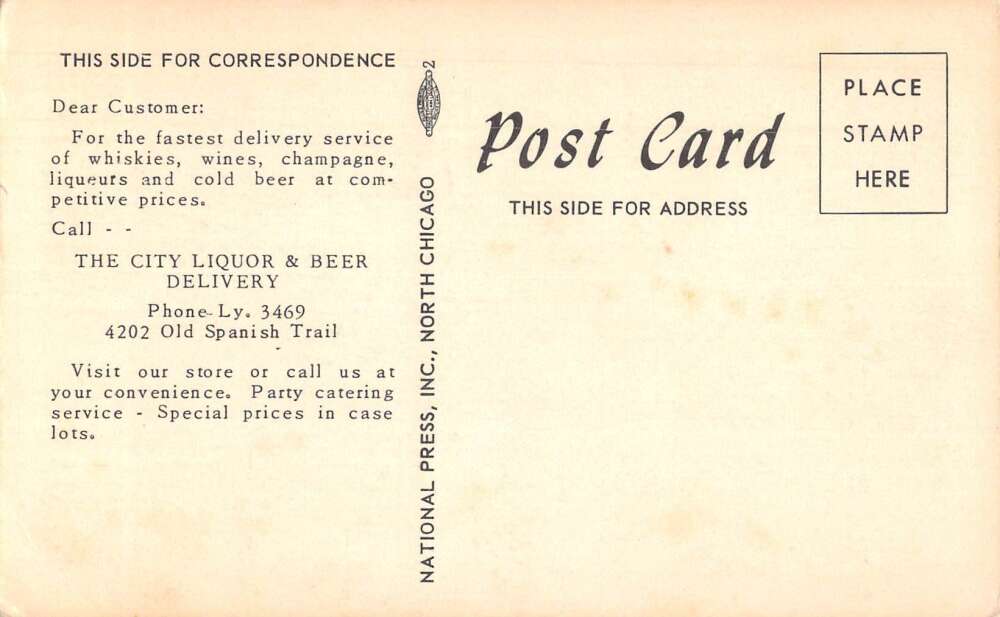 THIS SIDE FOR CORRESPONDENCE
Dear Customer:
For the fastest delivery service
of whiskies, wines, champagne,
liqueurs and cold beer at com-
petitive prices.
Call - -
THE CITY LIQUOR & BEER
DELIVERY
Phone-Ly. 3469
4202 Old Spanish Trail
Visit our store or call us at
your convenience. Party catering
service - Special prices in case
lots.
NATIONAL PRESS, INC., NORTH CHICAGO
2
Post Card
THIS SIDE FOR ADDRESS
PLACE
STAMP
HERE